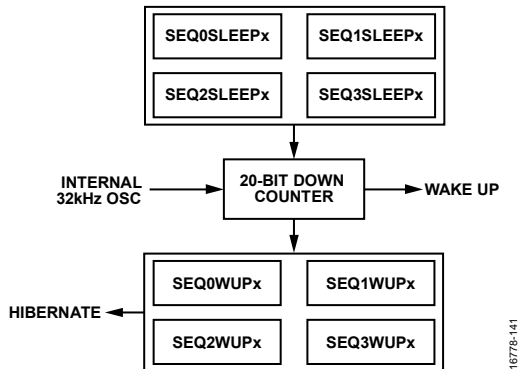 SEQ0SLEEPx
SEQ1SLEEPx
SEQ2SLEEPx
SEQ3SLEEPx
INTERNAL
32kHz OSC
20-BIT DOWN
COUNTER
WAKE UP
SEQ0WUPx
SEQ1WUPx
HIBERNATE
SEQ2WUPx
SEQ3WUPx
16778-141